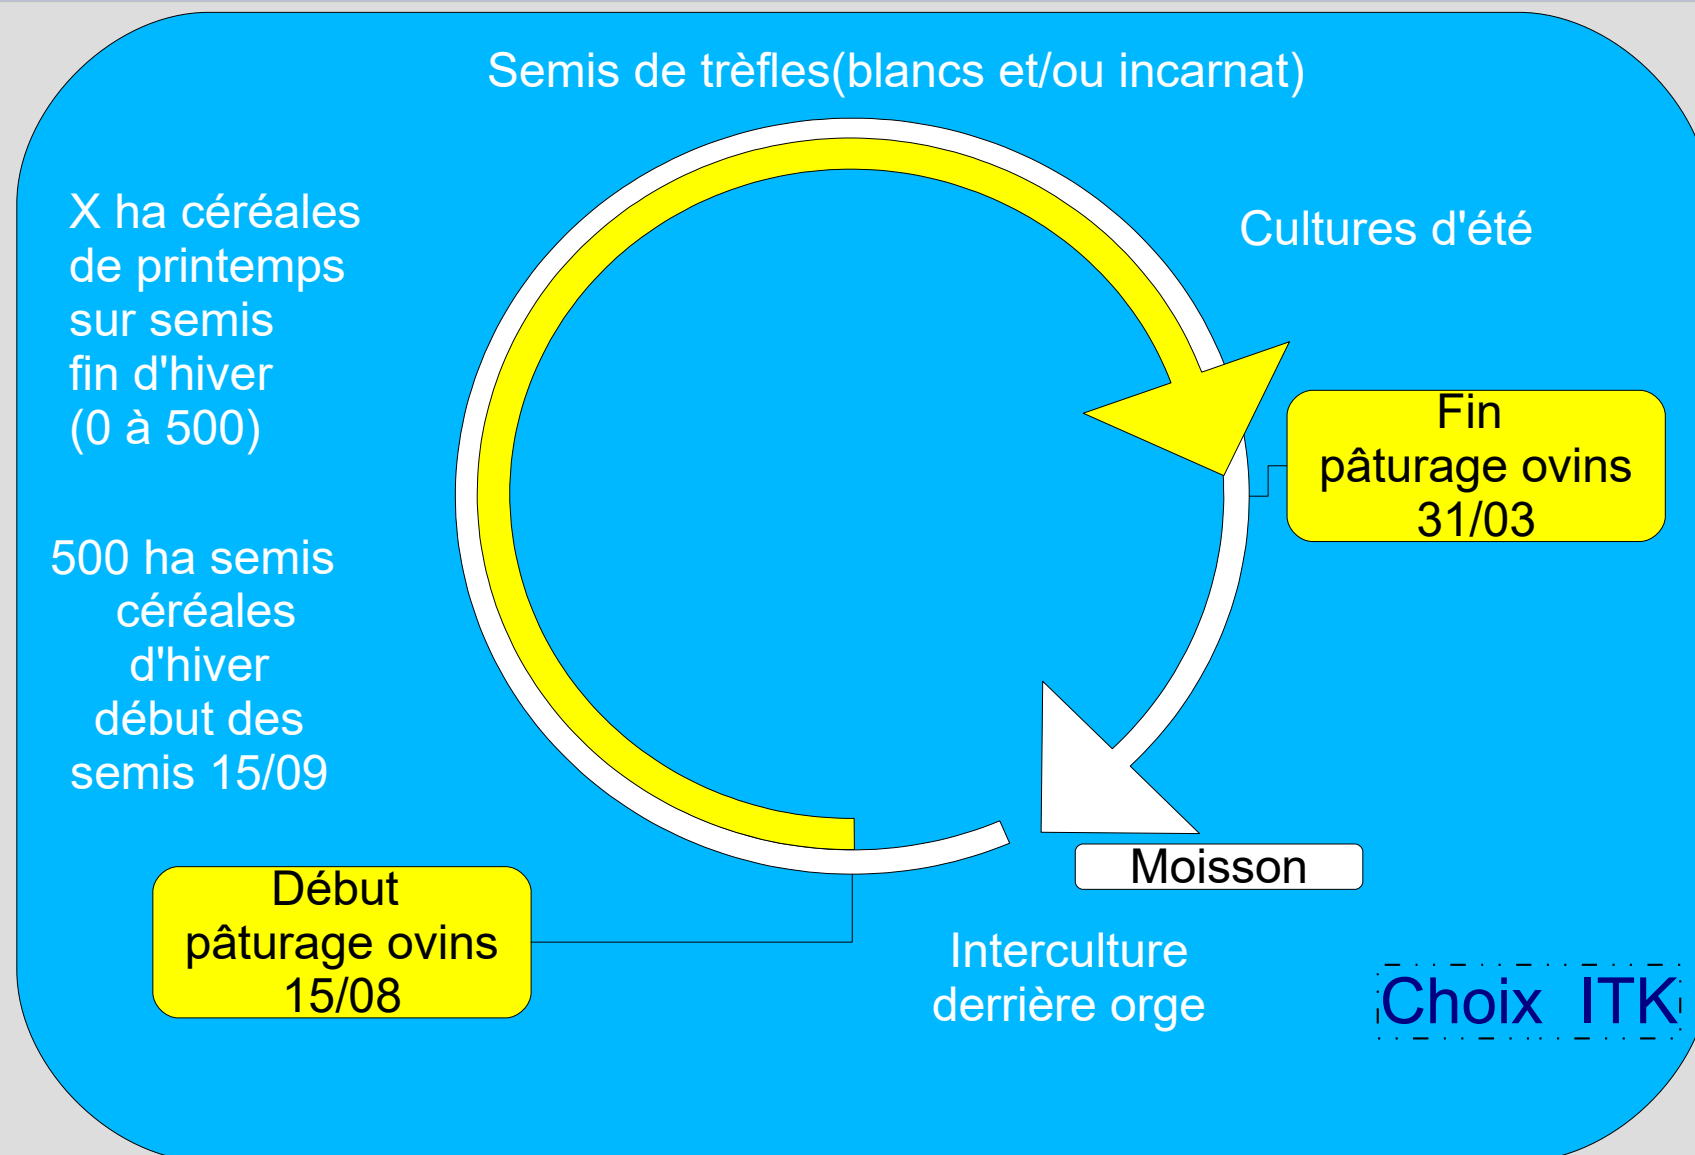 Semis de trèfles(blancs et/ou incarnat)
X ha céréales
de printemps
sur semis
fin d'hiver
(0 à 500)
Cultures d'été
Fin
pâturage ovins
31/03
500 ha semis
céréales
d'hiver
début des
semis 15/09
Moisson
Début
pâturage ovins
15/08
Interculture
derrière orge
Choix ITK